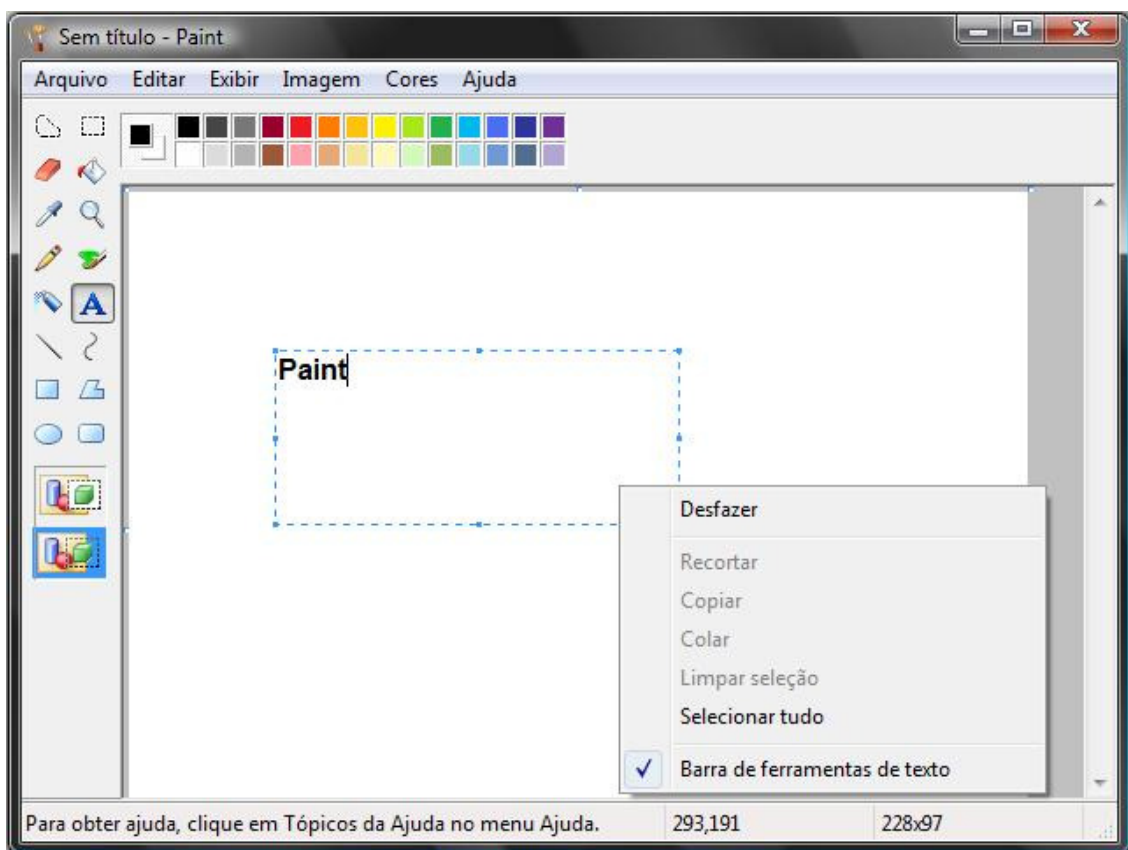 Sem título - Paint
Arquivo Editar Exibir Imagem Cores Ajuda
A
Paint
Desfazer
Recortar
Copiar
Colar
Limpar seleção
Selecionar tudo
Barra de ferramentas de texto
Para obter ajuda, clique em Tópicos da Ajuda no menu Ajuda. 293,191 228x97